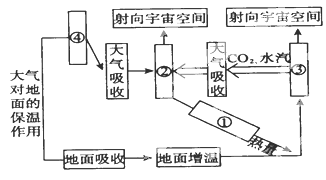 射向宇宙空间
射向宇宙空间
④
大气对地面的保温作用
大气吸收
②
大气吸收
CO₂、水汽
③
①
热量
地面吸收
地面增温